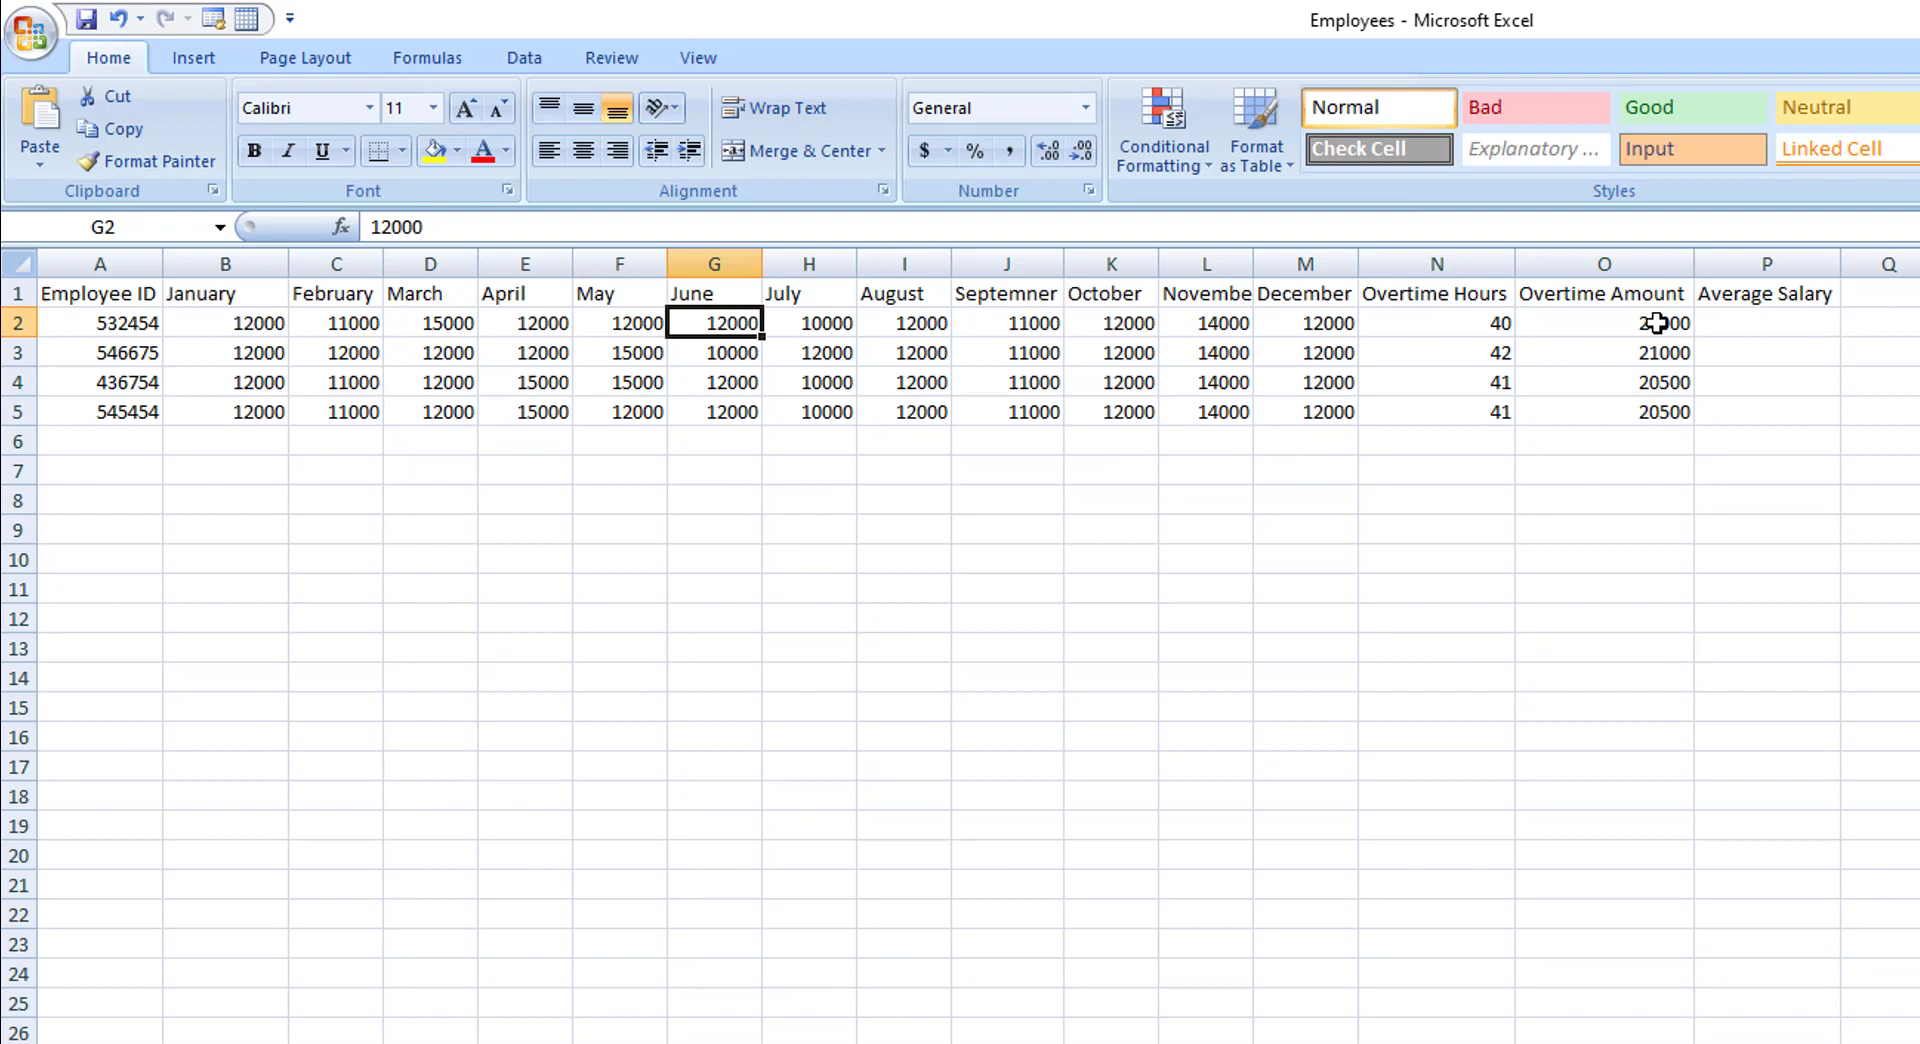 Employees - Microsoft Excel
Home Insert Page Layout Formulas Data Review View
Cut
Copy
Format Painter
Paste
Clipboard
Calibri 11
B I U A
Font
Wrap Text
Merge & Center
Alignment
General
$ % ,
Number
Conditional Formatting
Format as Table
Normal Bad Good Neutral
Check Cell Explanatory ... Input Linked Cell
Styles
G2 fx 12000
A B C D E F G H I J K L M N O P Q
1 Employee ID January February March April May June July August Septemner October Novembe December Overtime Hours Overtime Amount Average Salary
2 532454 12000 11000 15000 12000 12000 12000 10000 12000 11000 12000 14000 12000 40
3 546675 12000 12000 12000 12000 15000 10000 12000 12000 11000 12000 14000 12000 42 21000
4 436754 12000 11000 12000 15000 15000 12000 10000 12000 11000 12000 14000 12000 41 20500
5 545454 12000 11000 12000 15000 12000 12000 10000 12000 11000 12000 14000 12000 41 20500
6
7
8
9
10
11
12
13
14
15
16
17
18
19
20
21
22
23
24
25
26